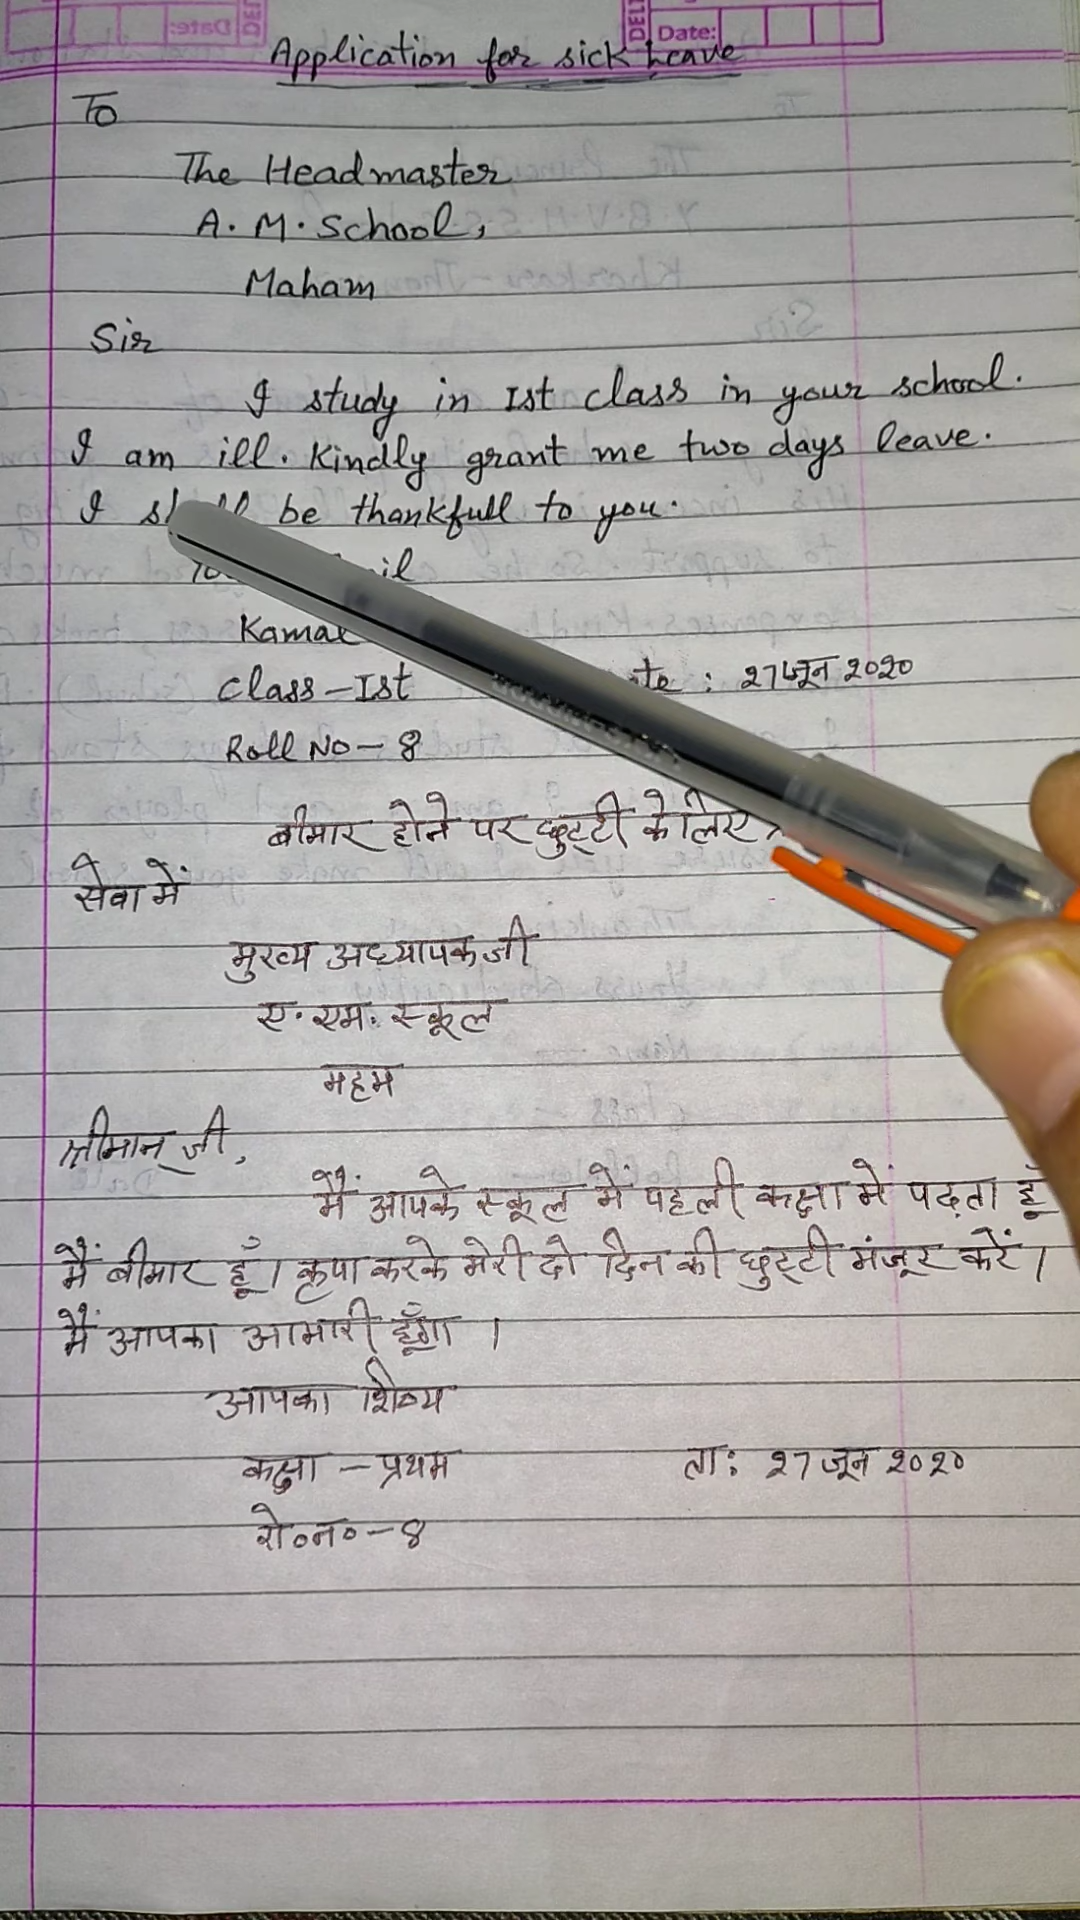 Date:
Application for sick Leave
To
The Headmaster
A. M. School,
Maham
Sir
I study in Ist class in your school.
I am ill. Kindly grant me two days leave.
I be thankfull to you.
Kamal
Class - Ist : 27 जून 2020
Roll No - 8
बीमार होने पर छुट्टी के लिए
सेवा में
मुख्य अध्यापक जी
ए. एम. स्कूल
महम
श्रीमान् जी,
मैं आपके स्कूल में पहली कक्षा में पढ़ता हूँ
मैं बीमार हूँ। कृपा करके मेरी दो दिन की छुट्टी मंजूर करें।
मैं आपका आभारी हूँगा।
आपका शिष्य
कक्षा - प्रथम ता: 27 जून 2020
रो०न० - 8